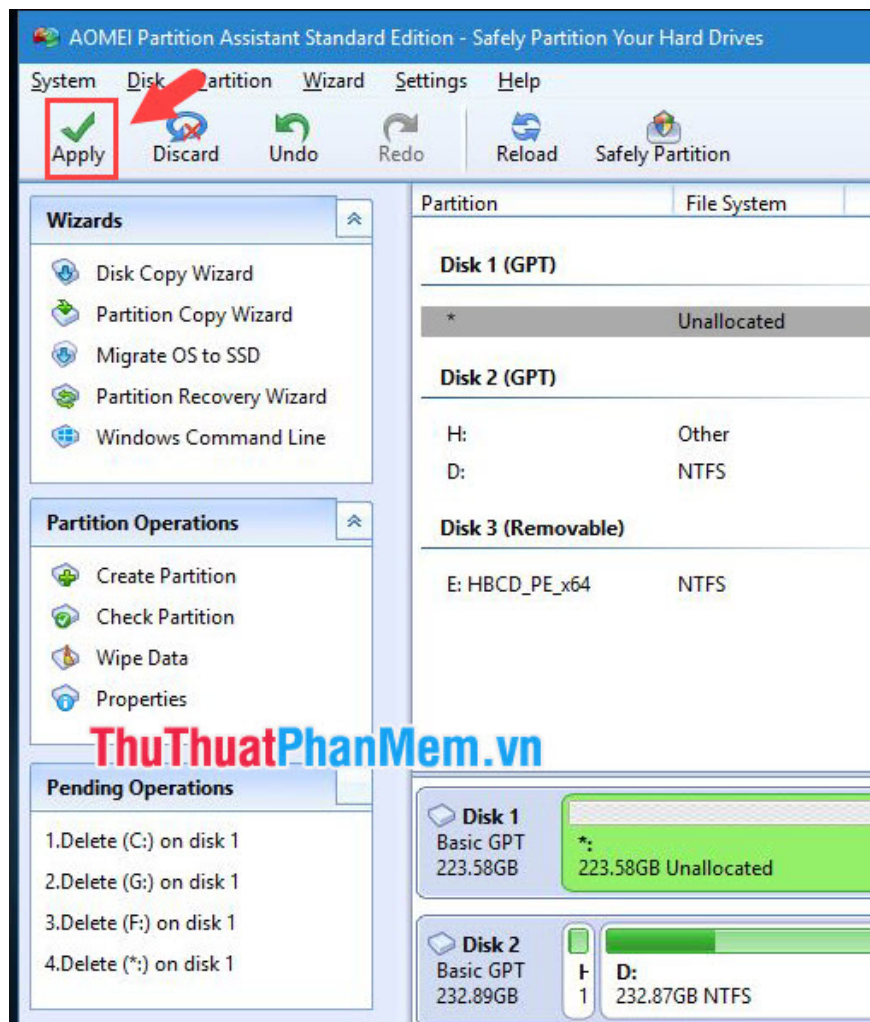 AOMEI Partition Assistant Standard Edition - Safely Partition Your Hard Drives
System Disk Partition Wizard Settings Help
Apply Discard Undo Redo Reload Safely Partition
Wizards
Disk Copy Wizard
Partition Copy Wizard
Migrate OS to SSD
Partition Recovery Wizard
Windows Command Line
Partition Operations
Create Partition
Check Partition
Wipe Data
Properties
ThuThuatPhanMem.vn
Pending Operations
1.Delete (C:) on disk 1
2.Delete (G:) on disk 1
3.Delete (F:) on disk 1
4.Delete (*:) on disk 1
Partition File System
Disk 1 (GPT)
* Unallocated
Disk 2 (GPT)
H: Other
D: NTFS
Disk 3 (Removable)
E: HBCD_PE_x64 NTFS
Disk 1
Basic GPT
223.58GB
*:
223.58GB Unallocated
Disk 2
Basic GPT
232.89GB
1
D:
232.87GB NTFS